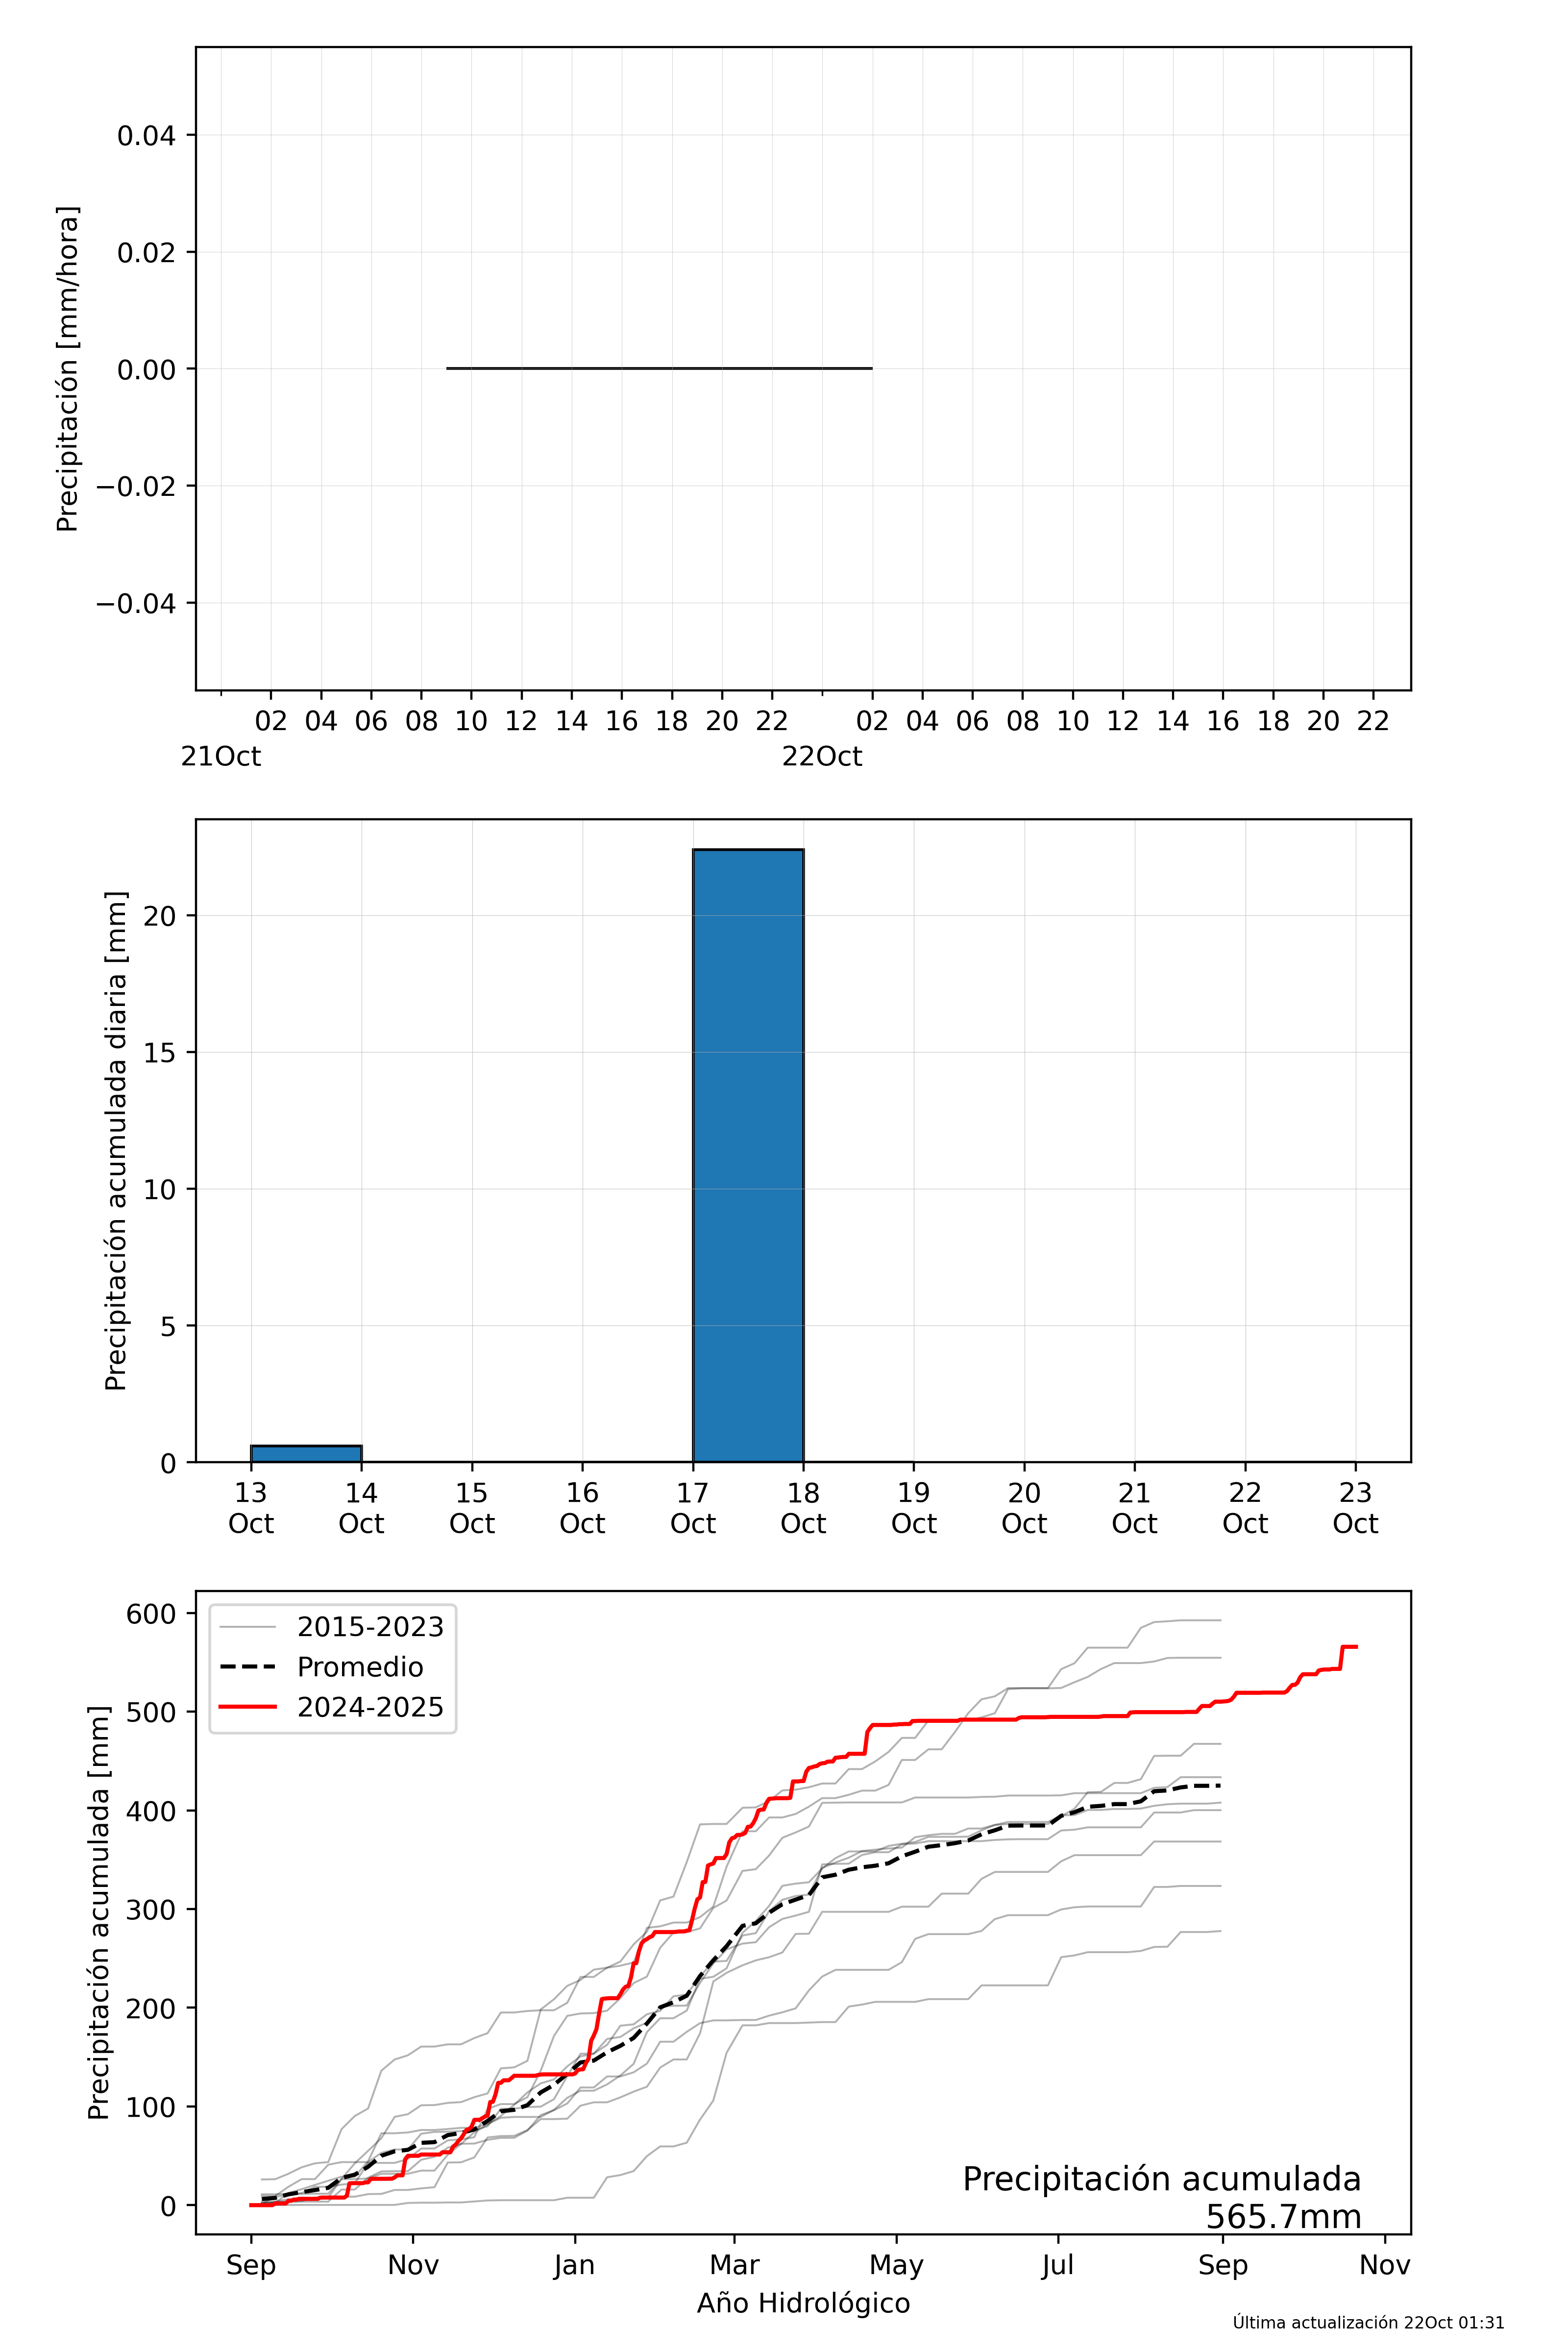 Precipitación [mm/hora]
0.04
0.02
0.00
−0.02
−0.04
02 04 06 08 10 12 14 16 18 20 22 02 04 06 08 10 12 14 16 18 20 22
21Oct 22Oct
Precipitación acumulada diaria [mm]
20
15
10
5
0
13 14 15 16 17 18 19 20 21 22 23
Oct Oct Oct Oct Oct Oct Oct Oct Oct Oct Oct
Precipitación acumulada [mm]
600
500
400
300
200
100
0
2015-2023
Promedio
2024-2025
Precipitación acumulada
565.7mm
Sep Nov Jan Mar May Jul Sep Nov
Año Hidrológico
Última actualización 22Oct 01:31